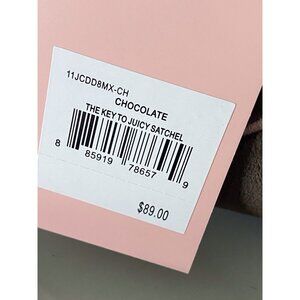 11JCDD8MX-CH
CHOCOLATE
THE KEY TO JUICY SATCHEL
8 85919 78657 9
$89.00